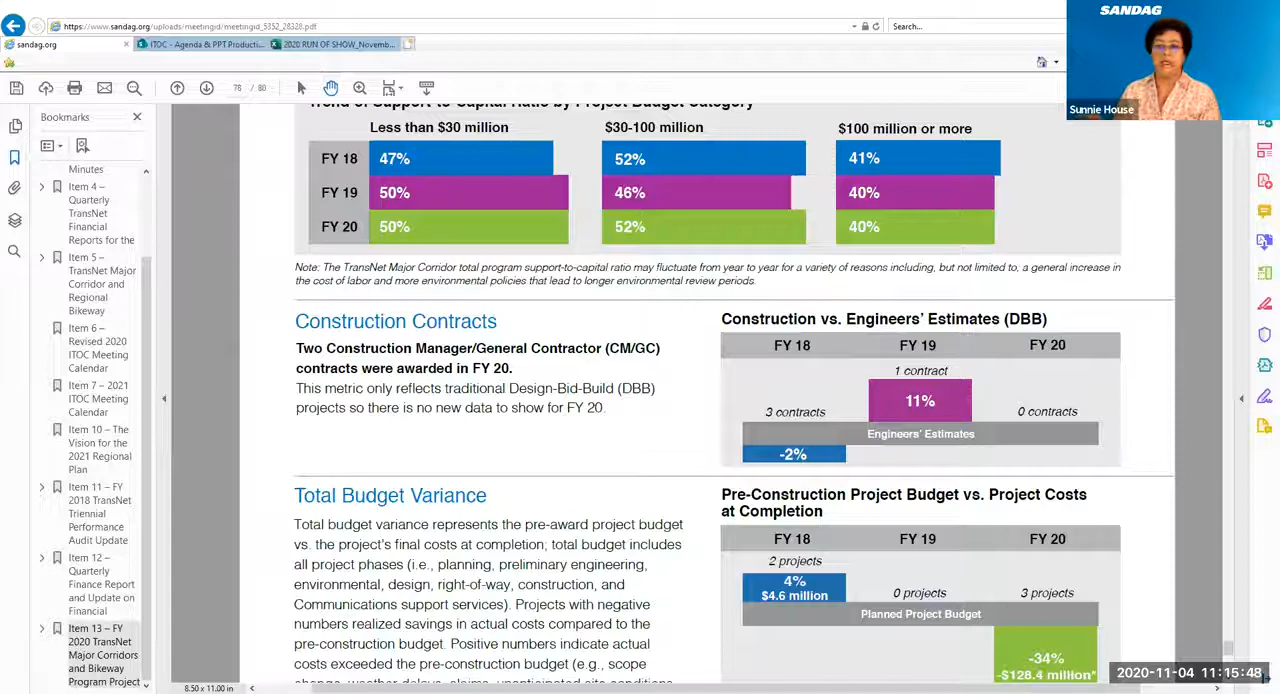 https://www.sandag.org/uploads/meetingid/meetingid_5352_28328.pdf
Search...
sandag.org
ITOC - Agenda & PPT Producti...
2020 RUN OF SHOW_Novemb...
78 / 80
SANDAG
Sunnie House
Bookmarks
Minutes
Item 4 –
Quarterly
TransNet
Financial
Reports for the
Item 5 –
TransNet Major
Corridor and
Regional
Bikeway
Item 6 –
Revised 2020
ITOC Meeting
Calendar
Item 7 – 2021
ITOC Meeting
Calendar
Item 10 – The
Vision for the
2021 Regional
Plan
Item 11 – FY
2018 TransNet
Triennial
Performance
Audit Update
Item 12 –
Quarterly
Finance Report
and Update on
Financial
Item 13 – FY
2020 TransNet
Major Corridors
and Bikeway
Program Project
Trend of Support-to-Capital Ratio by Project Budget Category
Less than $30 million
$30-100 million
$100 million or more
FY 18 47% 52% 41%
FY 19 50% 46% 40%
FY 20 50% 52% 40%
Note: The TransNet Major Corridor total program support-to-capital ratio may fluctuate from year to year for a variety of reasons including, but not limited to, a general increase in
the cost of labor and more environmental policies that lead to longer environmental review periods.
Construction Contracts
Two Construction Manager/General Contractor (CM/GC)
contracts were awarded in FY 20.
This metric only reflects traditional Design-Bid-Build (DBB)
projects so there is no new data to show for FY 20.
Construction vs. Engineers' Estimates (DBB)
FY 18 FY 19 FY 20
1 contract
11%
3 contracts
0 contracts
Engineers' Estimates
-2%
Total Budget Variance
Total budget variance represents the pre-award project budget
vs. the project's final costs at completion; total budget includes
all project phases (i.e., planning, preliminary engineering,
environmental, design, right-of-way, construction, and
Communications support services). Projects with negative
numbers realized savings in actual costs compared to the
pre-construction budget. Positive numbers indicate actual
costs exceeded the pre-construction budget (e.g., scope
change, weather delays, claims, unanticipated site conditions
Pre-Construction Project Budget vs. Project Costs
at Completion
FY 18 FY 19 FY 20
2 projects
4%
$4.6 million
0 projects
3 projects
Planned Project Budget
-34%
-$128.4 million*
8.50 x 11.00 in
2020-11-04 11:15:48